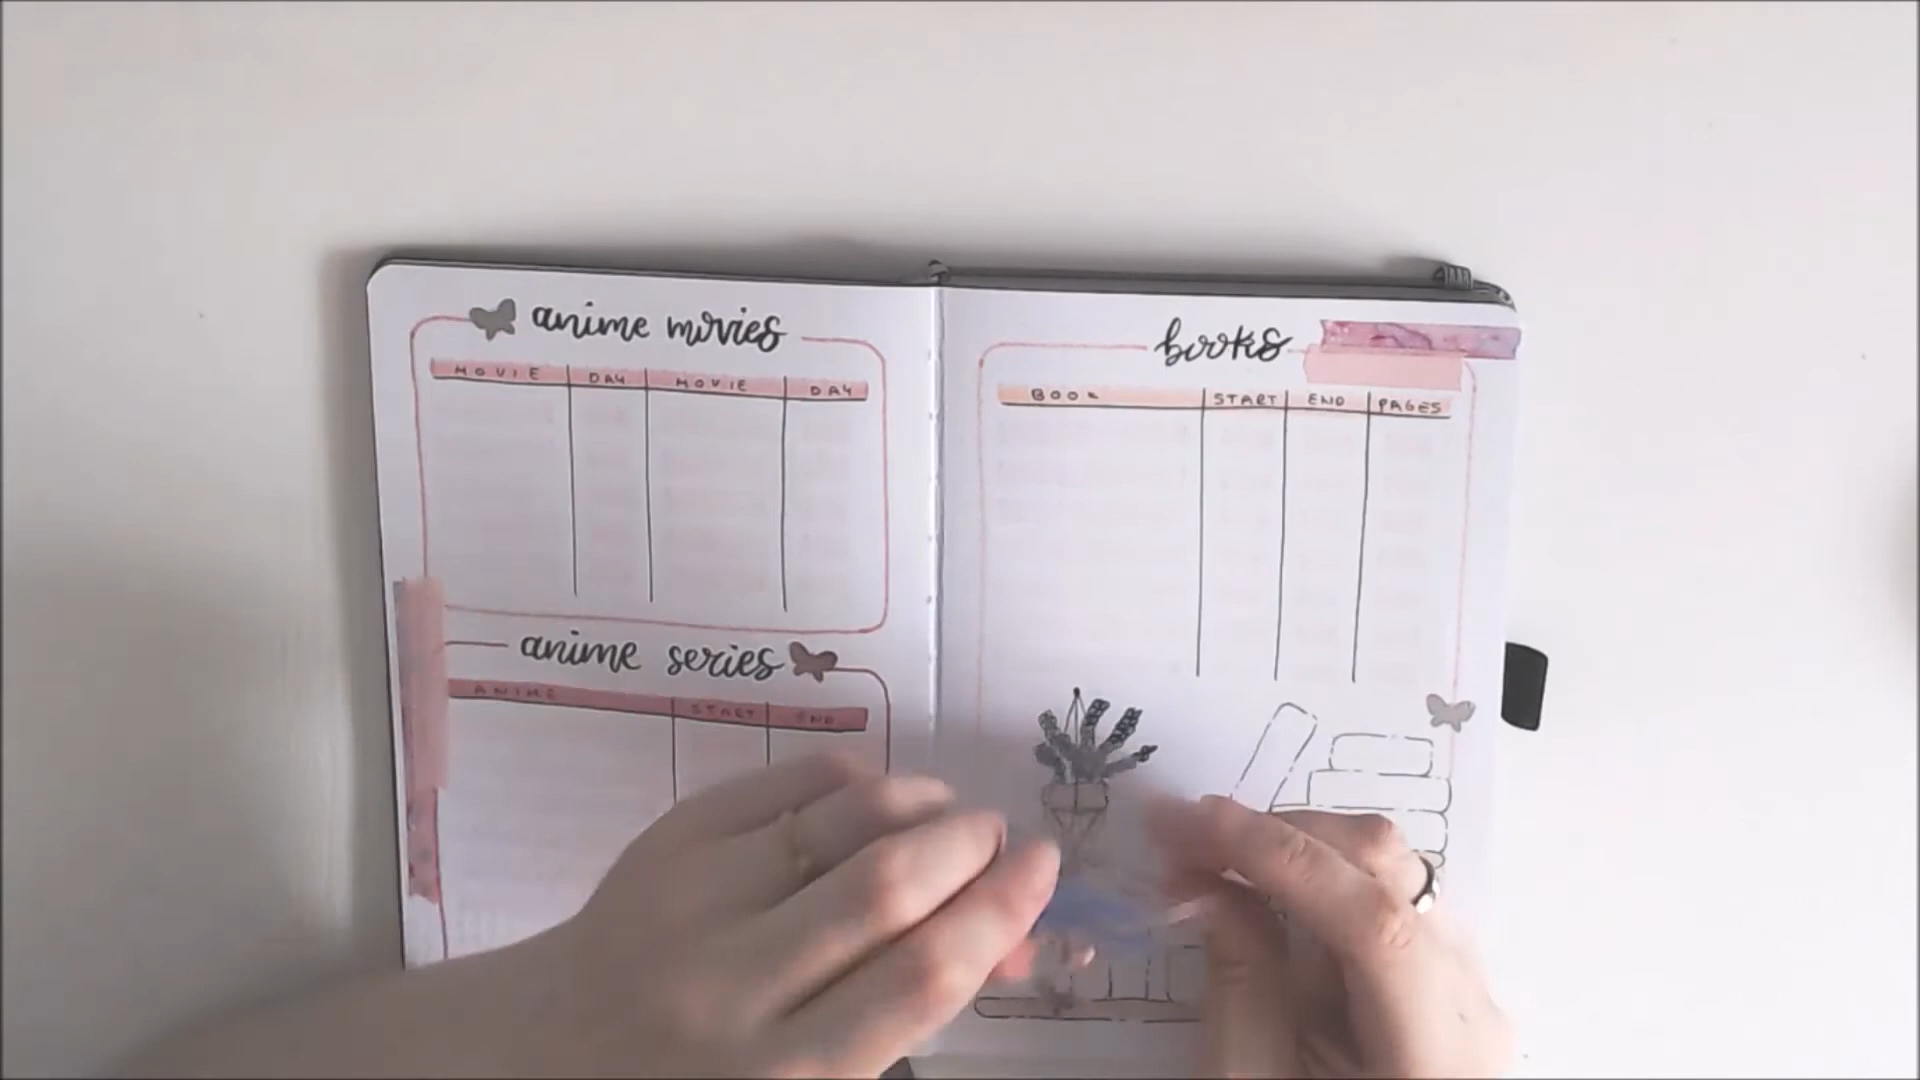 anime movies
MOVIE DAY MOVIE DAY
anime series
ANIME START END
books
BOOK START END PAGES